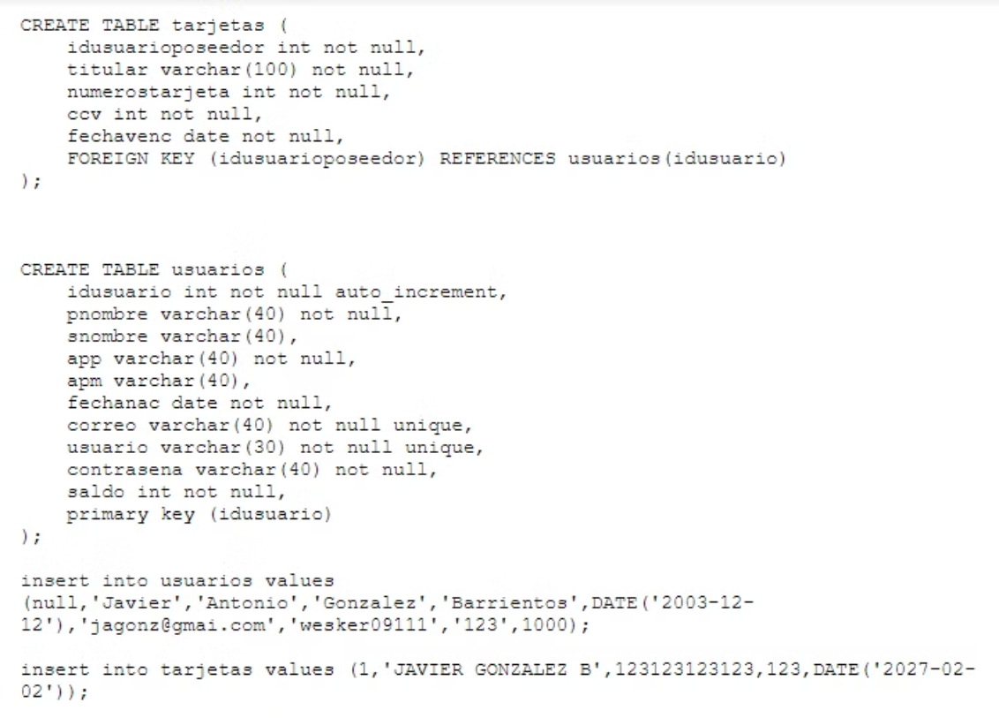 CREATE TABLE tarjetas (
    idusuarioposeedor int not null,
    titular varchar(100) not null,
    numerostarjeta int not null,
    ccv int not null,
    fechavenc date not null,
    FOREIGN KEY (idusuarioposeedor) REFERENCES usuarios(idusuario)
);
CREATE TABLE usuarios (
    idusuario int not null auto_increment,
    pnombre varchar(40) not null,
    snombre varchar(40),
    app varchar(40) not null,
    apm varchar(40),
    fechanac date not null,
    correo varchar(40) not null unique,
    usuario varchar(30) not null unique,
    contrasena varchar(40) not null,
    saldo int not null,
    primary key (idusuario)
);
insert into usuarios values
(null,'Javier','Antonio','Gonzalez','Barrientos',DATE('2003-12-
12'),'jagonz@gmai.com','wesker09111','123',1000);
insert into tarjetas values (1,'JAVIER GONZALEZ B',123123123123,123,DATE('2027-02-
02'));